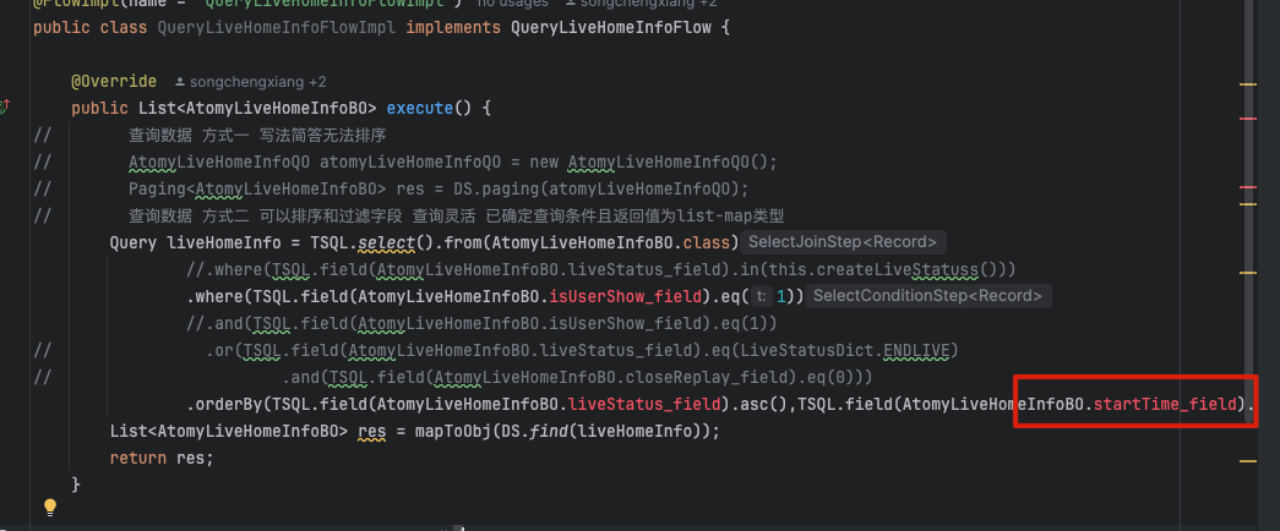 @FlowImpl(name = "QueryLiveHomeInfoFlowImpl") no usages songchengxiang +2
public class QueryLiveHomeInfoFlowImpl implements QueryLiveHomeInfoFlow {
@Override songchengxiang +2
public List<AtomyLiveHomeInfoBO> execute() {
// 查询数据 方式一 写法简答无法排序
// AtomyLiveHomeInfoQO atomyLiveHomeInfoQO = new AtomyLiveHomeInfoQO();
// Paging<AtomyLiveHomeInfoBO> res = DS.paging(atomyLiveHomeInfoQO);
// 查询数据 方式二 可以排序和过滤字段 查询灵活 已确定查询条件且返回值为list-map类型
Query liveHomeInfo = TSQL.select().from(AtomyLiveHomeInfoBO.class) SelectJoinStep<Record>
//.where(TSQL.field(AtomyLiveHomeInfoBO.liveStatus_field).in(this.createLiveStatuss()))
.where(TSQL.field(AtomyLiveHomeInfoBO.isUserShow_field).eq( t: 1)) SelectConditionStep<Record>
//.and(TSQL.field(AtomyLiveHomeInfoBO.isUserShow_field).eq(1))
// .or(TSQL.field(AtomyLiveHomeInfoBO.liveStatus_field).eq(LiveStatusDict.ENDLIVE)
// .and(TSQL.field(AtomyLiveHomeInfoBO.closeReplay_field).eq(0)))
.orderBy(TSQL.field(AtomyLiveHomeInfoBO.liveStatus_field).asc(),TSQL.field(AtomyLiveHomeInfoBO.startTime_field).
List<AtomyLiveHomeInfoBO> res = mapToObj(DS.find(liveHomeInfo));
return res;
}